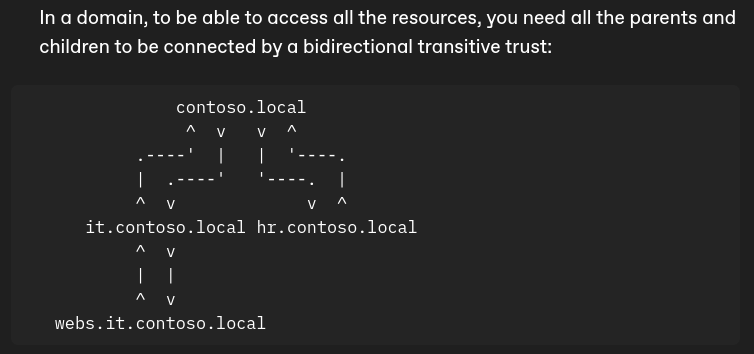 In a domain, to be able to access all the resources, you need all the parents and
children to be connected by a bidirectional transitive trust:
              contoso.local
               ^  v   v  ^
          .----'  |   |  '----.
          |  .----'   '----.  |
          ^  v             v  ^
     it.contoso.local hr.contoso.local
          ^  v
          |  |
          ^  v
  webs.it.contoso.local